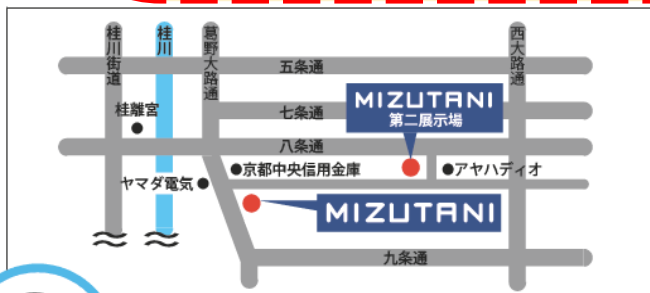 桂川街道
桂川
葛野大路通
西大路通
五条通
七条通
MIZUTANI
第二展示場
桂離宮
八条通
京都中央信用金庫
アヤハディオ
ヤマダ電気
MIZUTANI
九条通